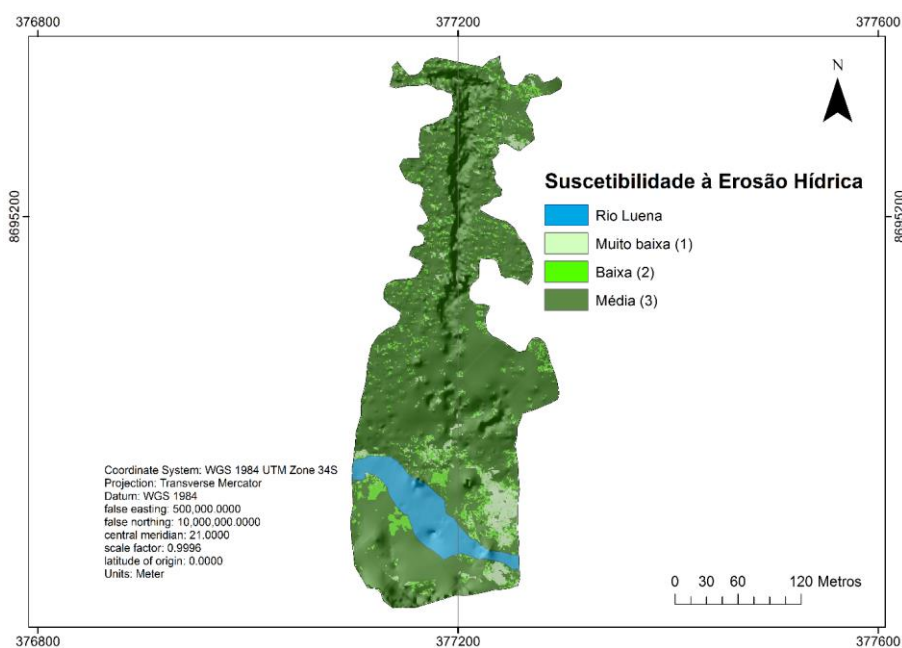 376800 377200 377600
N
8695200 8695200
Suscetibilidade à Erosão Hídrica
Rio Luena
Muito baixa (1)
Baixa (2)
Média (3)
Coordinate System: WGS 1984 UTM Zone 34S
Projection: Transverse Mercator
Datum: WGS 1984
false easting: 500,000.0000
false northing: 10,000,000.0000
central meridian: 21.0000
scale factor: 0.9996
latitude of origin: 0.0000
Units: Meter
0 30 60 120 Metros
376800 377200 377600